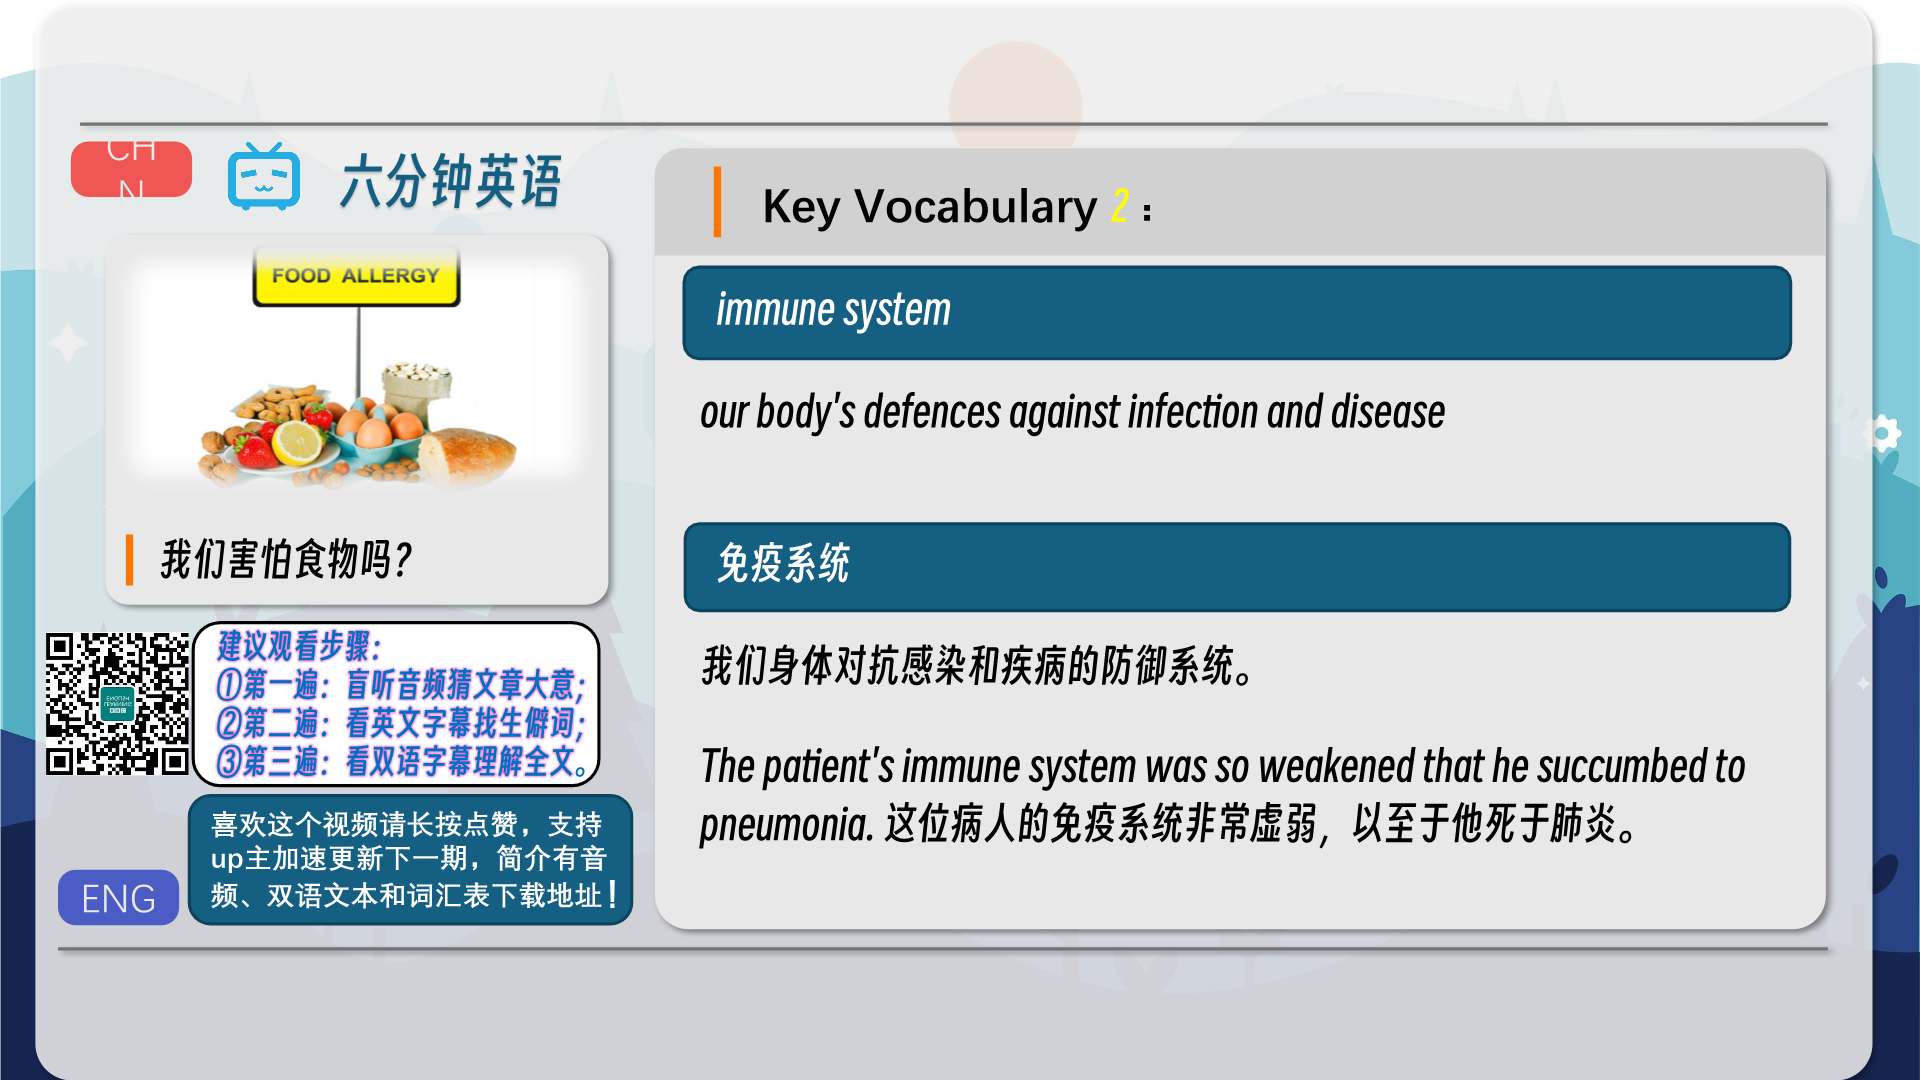 CHN
六分钟英语
FOOD ALLERGY
我们害怕食物吗？
建议观看步骤：
①第一遍：盲听音频猜文章大意；
②第二遍：看英文字幕找生僻词；
③第三遍：看双语字幕理解全文。
喜欢这个视频请长按点赞，支持
up主加速更新下一期，简介有音
频、双语文本和词汇表下载地址！
ENG
Key Vocabulary 2：
immune system
our body's defences against infection and disease
免疫系统
我们身体对抗感染和疾病的防御系统。
The patient's immune system was so weakened that he succumbed to
pneumonia. 这位病人的免疫系统非常虚弱，以至于他死于肺炎。